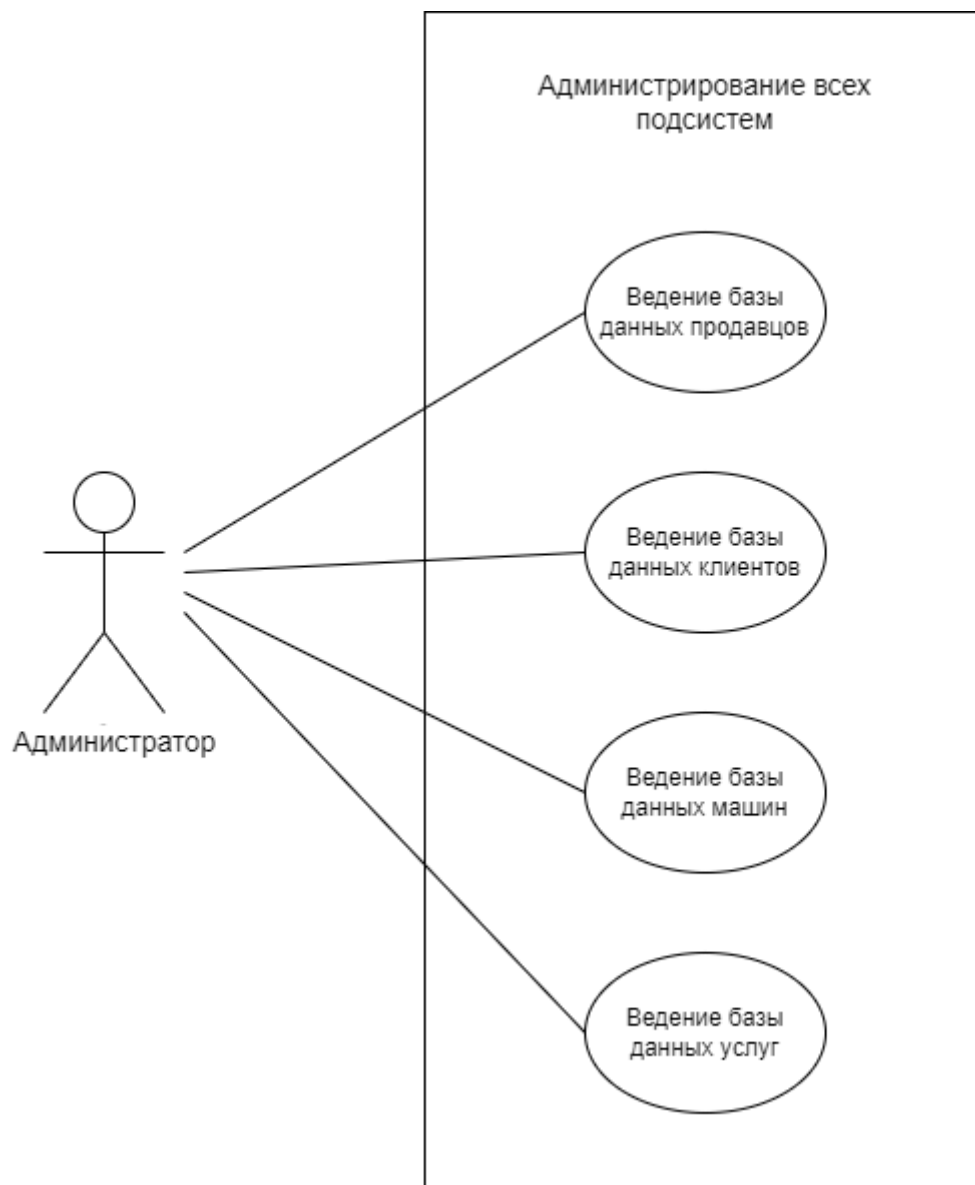 Администрирование всех
подсистем
Ведение базы
данных продавцов
Ведение базы
данных клиентов
Администратор
Ведение базы
данных машин
Ведение базы
данных услуг